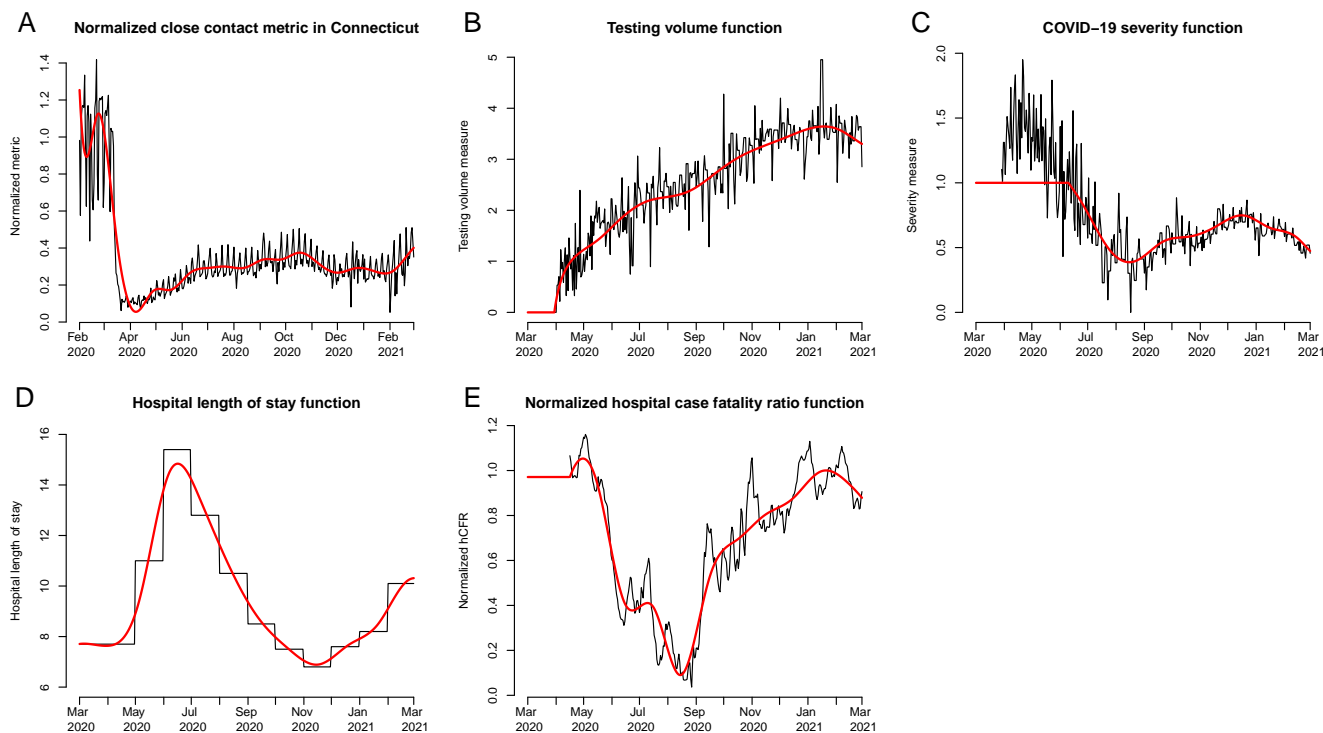 A
Normalized close contact metric in Connecticut
Normalized metric
1.4
1.2
1.0
0.8
0.6
0.4
0.2
0.0
Feb Apr Jun Aug Oct Dec Feb
2020 2020 2020 2020 2020 2020 2021
B
Testing volume function
Testing volume measure
5
4
3
2
1
0
Mar May Jul Sep Nov Jan Mar
2020 2020 2020 2020 2020 2021 2021
C
COVID−19 severity function
Severity measure
2.0
1.5
1.0
0.5
0.0
Mar May Jul Sep Nov Jan Mar
2020 2020 2020 2020 2020 2021 2021
D
Hospital length of stay function
Hospital length of stay
16
14
12
10
8
6
Mar May Jul Sep Nov Jan Mar
2020 2020 2020 2020 2020 2021 2021
E
Normalized hospital case fatality ratio function
Normalized hCFR
1.2
1.0
0.8
0.6
0.4
0.2
0.0
Mar May Jul Sep Nov Jan Mar
2020 2020 2020 2020 2020 2021 2021